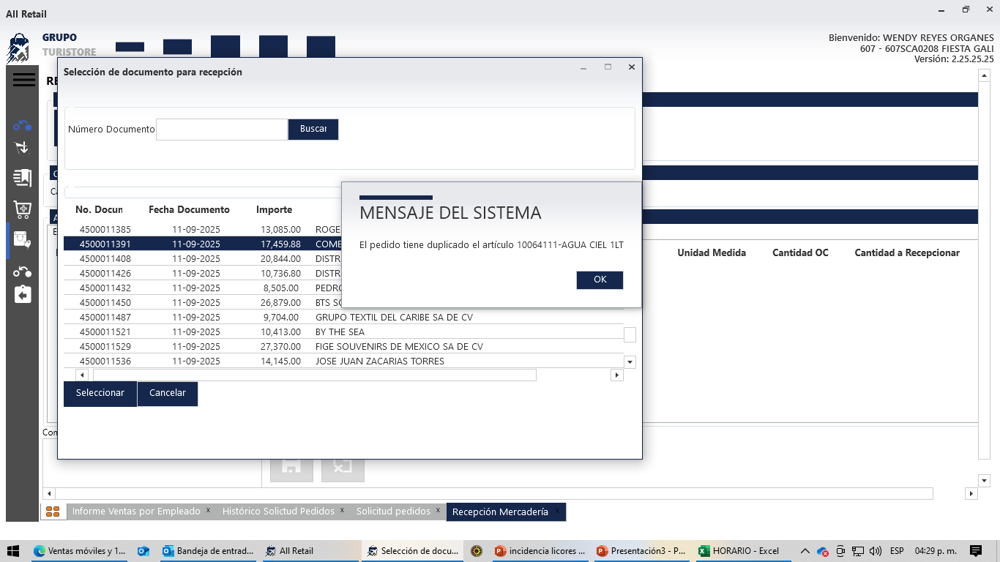 All Retail
GRUPO
TURISTORE
Bienvenido: WENDY REYES ORGANES
607 - 607SCA0208 FIESTA GALI
Versión: 2.25.25.25
Selección de documento para recepción
Número Documento
Buscar
MENSAJE DEL SISTEMA
El pedido tiene duplicado el artículo 10064111-AGUA CIEL 1LT
OK
No. Docun Fecha Documento Importe
4500011385 11-09-2025 13,085.00 ROGE
4500011391 11-09-2025 17,459.88 COME
4500011408 11-09-2025 20,844.00 DISTR
4500011426 11-09-2025 10,736.80 DISTR
4500011432 11-09-2025 8,505.00 PEDRO
4500011450 11-09-2025 26,879.00 BTS SO
4500011487 11-09-2025 9,704.00 GRUPO TEXTIL DEL CARIBE SA DE CV
4500011521 11-09-2025 10,413.00 BY THE SEA
4500011529 11-09-2025 27,370.00 FIGE SOUVENIRS DE MEXICO SA DE CV
4500011536 11-09-2025 14,145.00 JOSE JUAN ZACARIAS TORRES
Seleccionar Cancelar
Unidad Medida Cantidad OC Cantidad a Recepcionar
Con
Informe Ventas por Empleado x Histórico Solictud Pedidos x Solicitud pedidos x Recepción Mercadería x
Ventas móviles y 1... Bandeja de entrad... All Retail Selección de docu... incidencia licores ... Presentación3 - P... HORARIO - Excel ESP 04:29 p. m.